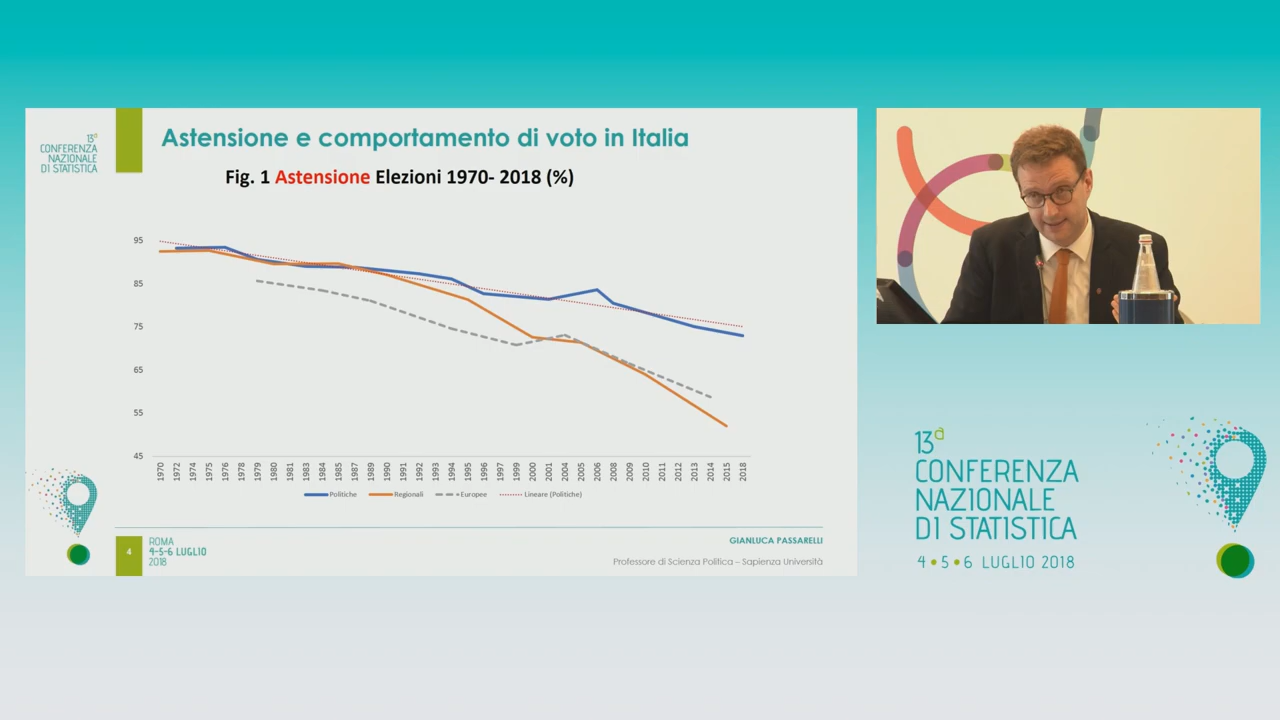 13ª
CONFERENZA
NAZIONALE
DI STATISTICA
Astensione e comportamento di voto in Italia
Fig. 1 Astensione Elezioni 1970- 2018 (%)
95
85
75
65
55
45
1970
1972
1974
1975
1976
1978
1979
1980
1981
1983
1984
1985
1987
1989
1990
1991
1992
1993
1994
1995
1996
1997
1999
2000
2001
2004
2005
2006
2008
2009
2010
2011
2012
2013
2014
2015
2018
Politiche
Regionali
Europee
Lineare (Politiche)
4
ROMA
4-5-6 LUGLIO
2018
GIANLUCA PASSARELLI
Professore di Scienza Politica – Sapienza Università
13ª
CONFERENZA
NAZIONALE
DI STATISTICA
4 • 5 • 6 LUGLIO 2018